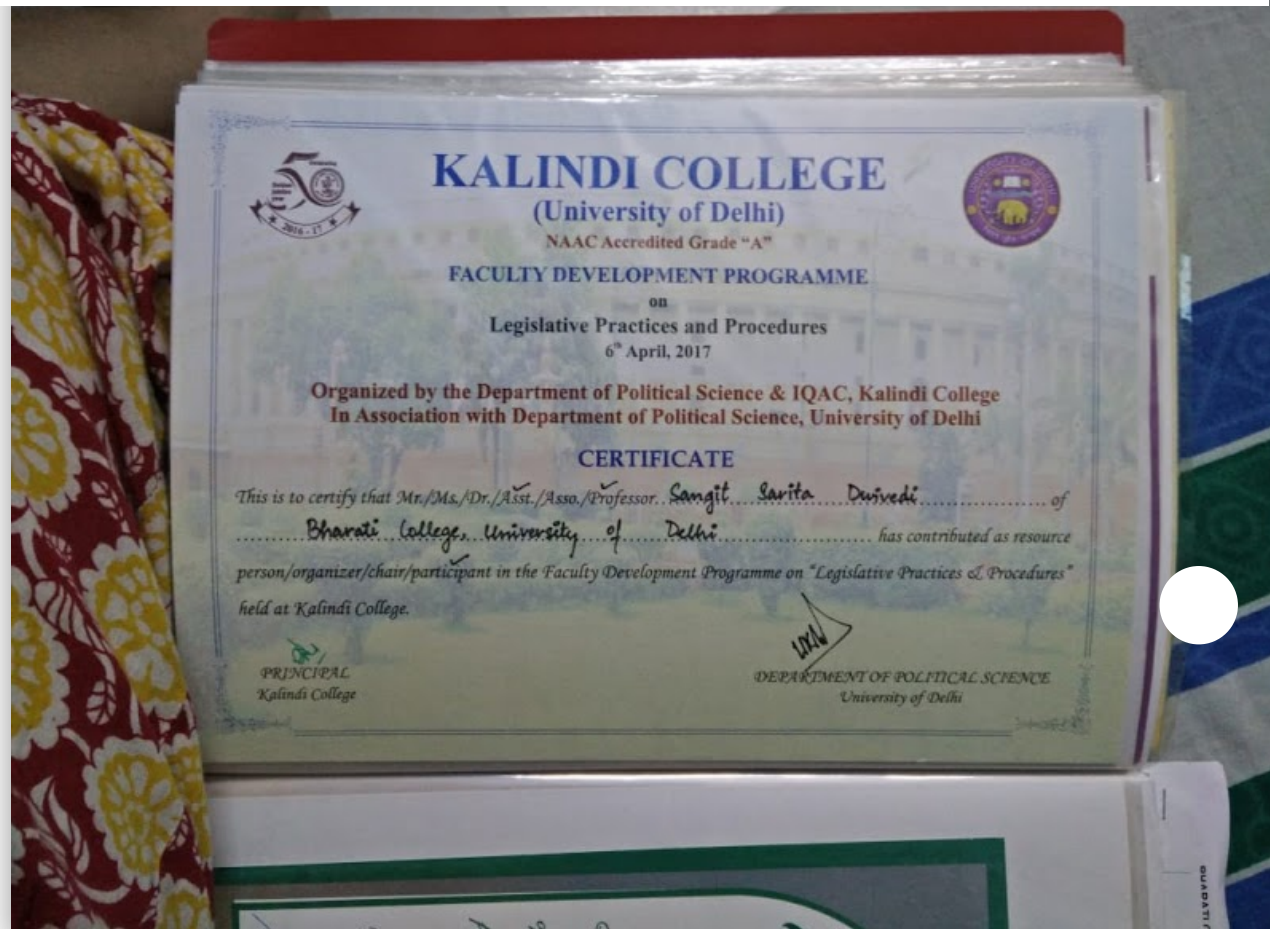 2016 - 17
KALINDI COLLEGE
(University of Delhi)
NAAC Accredited Grade “A”
FACULTY DEVELOPMENT PROGRAMME
on
Legislative Practices and Procedures
6th April, 2017
Organized by the Department of Political Science & IQAC, Kalindi College
In Association with Department of Political Science, University of Delhi
CERTIFICATE
This is to certify that Mr./Ms./Dr./Asst./Asso./Professor Sangit Sarita Dwivedi of
Bharati College, University of Delhi has contributed as resource
person/organizer/chair/participant in the Faculty Development Programme on “Legislative Practices & Procedures”
held at Kalindi College.
PRINCIPAL
Kalindi College
DEPARTMENT OF POLITICAL SCIENCE
University of Delhi